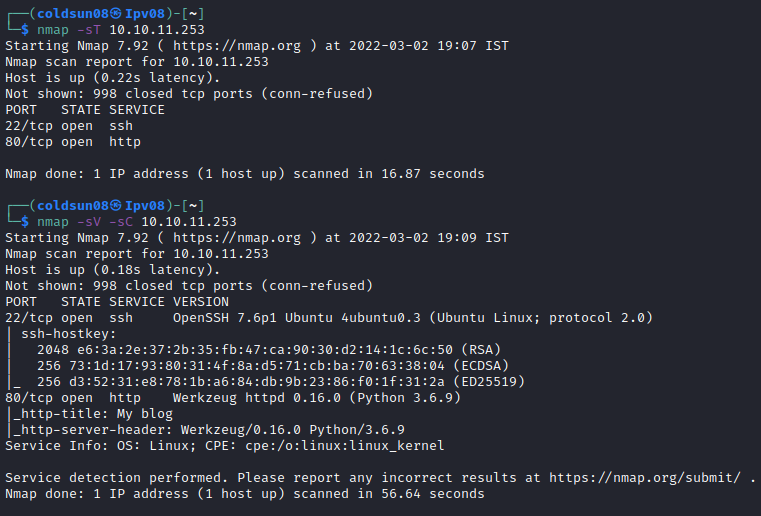 ┌──(coldsun08㉿Ipv08)-[~]
└─$ nmap -sT 10.10.11.253
Starting Nmap 7.92 ( https://nmap.org ) at 2022-03-02 19:07 IST
Nmap scan report for 10.10.11.253
Host is up (0.22s latency).
Not shown: 998 closed tcp ports (conn-refused)
PORT   STATE SERVICE
22/tcp open  ssh
80/tcp open  http
Nmap done: 1 IP address (1 host up) scanned in 16.87 seconds
┌──(coldsun08㉿Ipv08)-[~]
└─$ nmap -sV -sC 10.10.11.253
Starting Nmap 7.92 ( https://nmap.org ) at 2022-03-02 19:09 IST
Nmap scan report for 10.10.11.253
Host is up (0.18s latency).
Not shown: 998 closed tcp ports (conn-refused)
PORT   STATE SERVICE VERSION
22/tcp open  ssh     OpenSSH 7.6p1 Ubuntu 4ubuntu0.3 (Ubuntu Linux; protocol 2.0)
| ssh-hostkey:
|   2048 e6:3a:2e:37:2b:35:fb:47:ca:90:30:d2:14:1c:6c:50 (RSA)
|   256 73:1d:17:93:80:31:4f:8a:d5:71:cb:ba:70:63:38:04 (ECDSA)
|_  256 d3:52:31:e8:78:1b:a6:84:db:9b:23:86:f0:1f:31:2a (ED25519)
80/tcp open  http    Werkzeug httpd 0.16.0 (Python 3.6.9)
|_http-title: My blog
|_http-server-header: Werkzeug/0.16.0 Python/3.6.9
Service Info: OS: Linux; CPE: cpe:/o:linux:linux_kernel
Service detection performed. Please report any incorrect results at https://nmap.org/submit/ .
Nmap done: 1 IP address (1 host up) scanned in 56.64 seconds